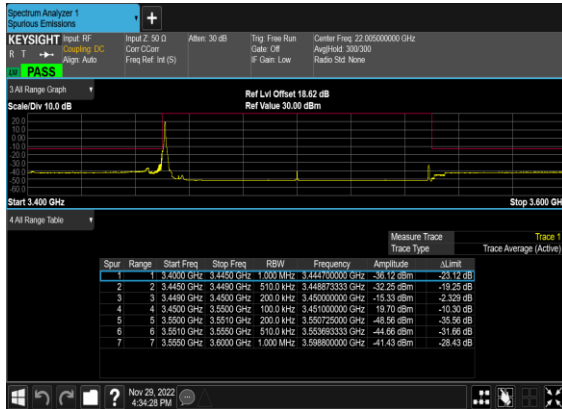 Spectrum Analyzer 1
Spurious Emissions
+
KEYSIGHT Input: RF Input Z: 50 Ω Atten: 30 dB Trig: Free Run Center Freq: 22.005000000 GHz
R T Coupling: DC Corr CCorr Gate: Off Avg|Hold: 300/300
Align: Auto Freq Ref: Int (S) IF Gain: Low Radio Std: None
PASS
3 All Range Graph
Ref Lvl Offset 18.62 dB
Scale/Div 10.0 dB Ref Value 30.00 dBm
20.0
10.0
0.00
-10.0
-20.0
-30.0
-40.0
-50.0
-60.0
Start 3.400 GHz Stop 3.600 GH
4 All Range Table
Measure Trace Trace 1
Trace Type Trace Average (Active)
Spur Range Start Freq Stop Freq RBW Frequency Amplitude ΔLimit
1 1 3.4000 GHz 3.4450 GHz 1.000 MHz 3.444700000 GHz -36.12 dBm -23.12 dB
2 2 3.4450 GHz 3.4490 GHz 510.0 kHz 3.448873333 GHz -32.25 dBm -19.25 dB
3 3 3.4490 GHz 3.4500 GHz 200.0 kHz 3.450000000 GHz -15.33 dBm -2.329 dB
4 4 3.4500 GHz 3.5500 GHz 100.0 kHz 3.451000000 GHz 19.70 dBm -10.30 dB
5 5 3.5500 GHz 3.5510 GHz 200.0 kHz 3.550725000 GHz -48.56 dBm -35.56 dB
6 6 3.5510 GHz 3.5550 GHz 510.0 kHz 3.553693333 GHz -44.66 dBm -31.66 dB
7 7 3.5550 GHz 3.6000 GHz 1.000 MHz 3.598800000 GHz -41.43 dBm -28.43 dB
? Nov 29, 2022
4:34:28 PM